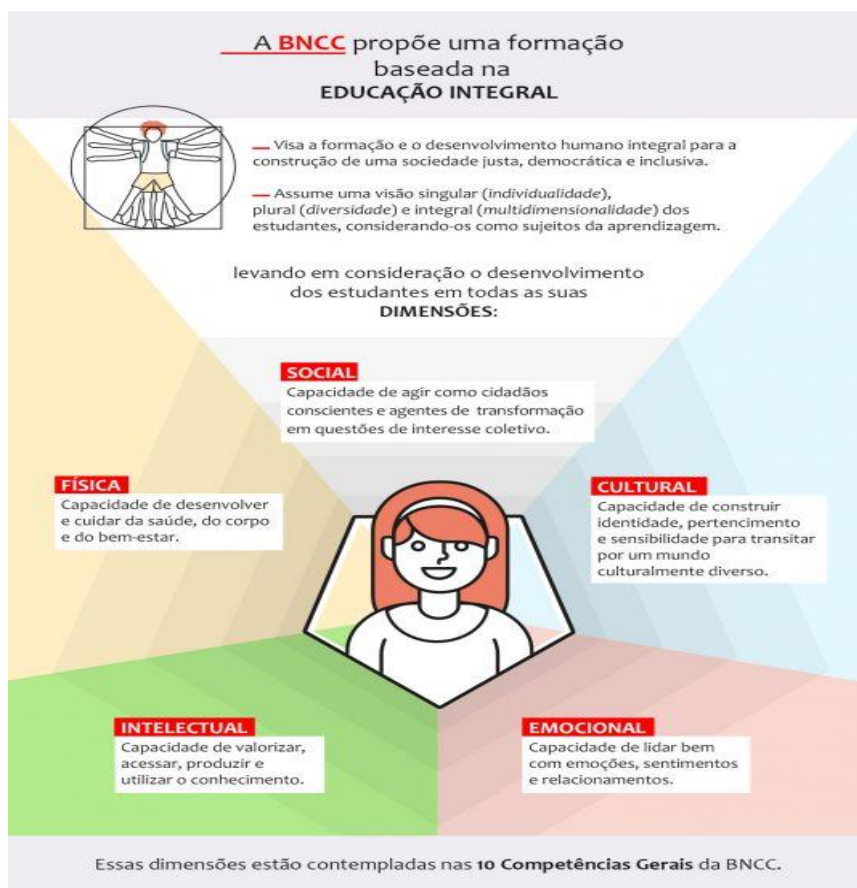 A BNCC propõe uma formação
baseada na
EDUCAÇÃO INTEGRAL
Visa a formação e o desenvolvimento humano integral para a
construção de uma sociedade justa, democrática e inclusiva.
Assume uma visão singular (individualidade),
plural (diversidade) e integral (multidimensionalidade) dos
estudantes, considerando-os como sujeitos da aprendizagem.
levando em consideração o desenvolvimento
dos estudantes em todas as suas
DIMENSÕES:
SOCIAL
Capacidade de agir como cidadãos
conscientes e agentes de transformação
em questões de interesse coletivo.
FÍSICA
Capacidade de desenvolver
e cuidar da saúde, do corpo
e do bem-estar.
CULTURAL
Capacidade de construir
identidade, pertencimento
e sensibilidade para transitar
por um mundo
culturalmente diverso.
INTELECTUAL
Capacidade de valorizar,
acessar, produzir e
utilizar o conhecimento.
EMOCIONAL
Capacidade de lidar bem
com emoções, sentimentos
e relacionamentos.
Essas dimensões estão contempladas nas 10 Competências Gerais da BNCC.